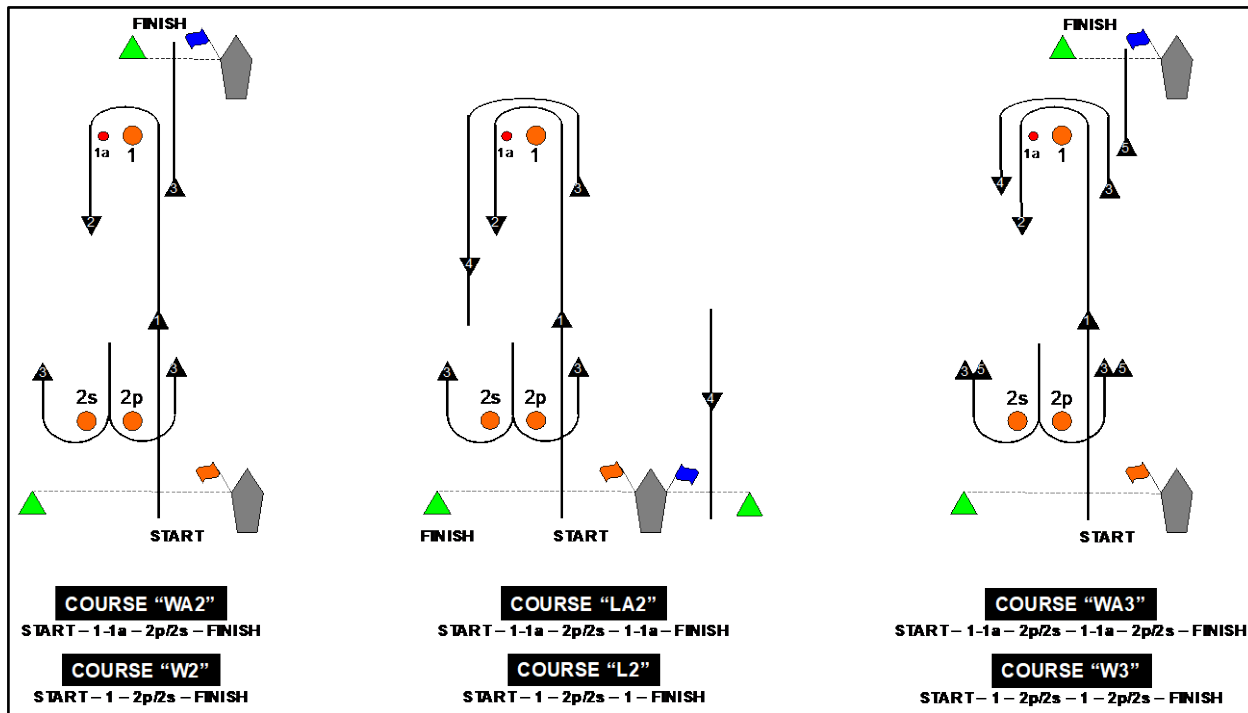 FINISH
1a
1
3
2
1
3
3
2s
2p
START
COURSE “WA2”
START – 1-1a – 2p/2s – FINISH
COURSE “W2”
START – 1 – 2p/2s – FINISH
1a
1
3
2
4
1
3
3
2s
2p
4
FINISH
START
COURSE “LA2”
START – 1-1a – 2p/2s – 1-1a – FINISH
COURSE “L2”
START – 1 – 2p/2s – 1 – FINISH
FINISH
1a
1
5
4
3
2
1
3 5
3 5
2s
2p
START
COURSE “WA3”
START – 1-1a – 2p/2s – 1-1a – 2p/2s – FINISH
COURSE “W3”
START – 1 – 2p/2s – 1 – 2p/2s – FINISH